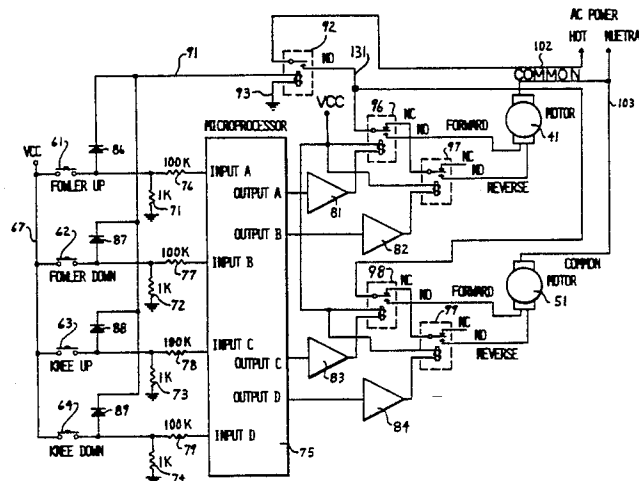 92
AC POWER
HOT
NUETRA
91
NO
102
131
COMMON
93
VCC
96
103
MICROPROCESSOR
NC
NO
FORWARD
MOTOR
41
VCC
61
86
100K
76
INPUT A
97
NC
NO
REVERSE
FOWLER UP
1K
71
OUTPUT A
81
67
62
87
100K
77
OUTPUT B
82
FOWLER DOWN
INPUT B
98
COMMON
1K
72
NC
NO
FORWARD
MOTOR
51
63
88
100K
78
INPUT C
99
NC
NO
REVERSE
KNEE UP
1K
73
OUTPUT C
83
64
89
OUTPUT D
84
100K
79
INPUT D
KNEE DOWN
75
1K
74